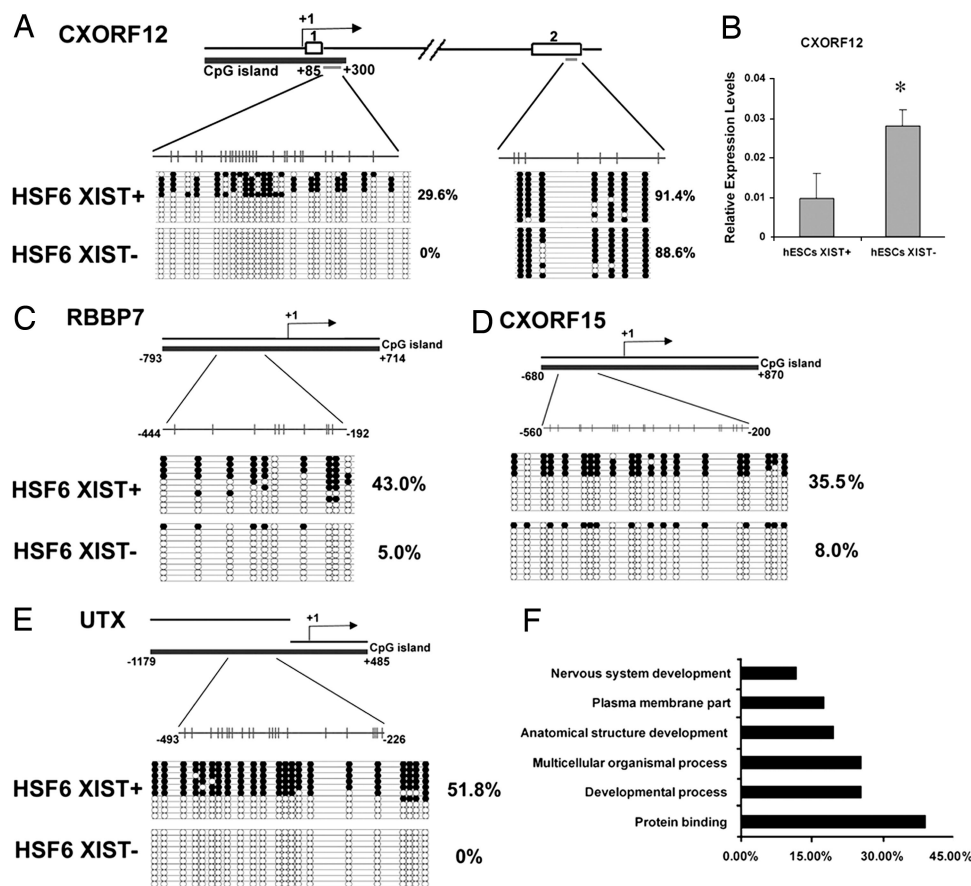 A
CXORF12
+1
1
2
CpG island
+85
+300
HSF6 XIST+
29.6%
91.4%
HSF6 XIST-
0%
88.6%
B
CXORF12
Relative Expression Levels
0.04
0.03
0.02
0.01
0
*
hESCs XIST+
hESCs XIST-
C
RBBP7
+1
CpG island
-793
+714
-444
-192
HSF6 XIST+
43.0%
HSF6 XIST-
5.0%
D
CXORF15
+1
CpG island
-680
+870
-560
-200
35.5%
8.0%
E
UTX
+1
CpG island
-1179
+485
-493
-226
HSF6 XIST+
51.8%
HSF6 XIST-
0%
F
Nervous system development
Plasma membrane part
Anatomical structure development
Multicellular organismal process
Developmental process
Protein binding
0.00%
15.00%
30.00%
45.00%